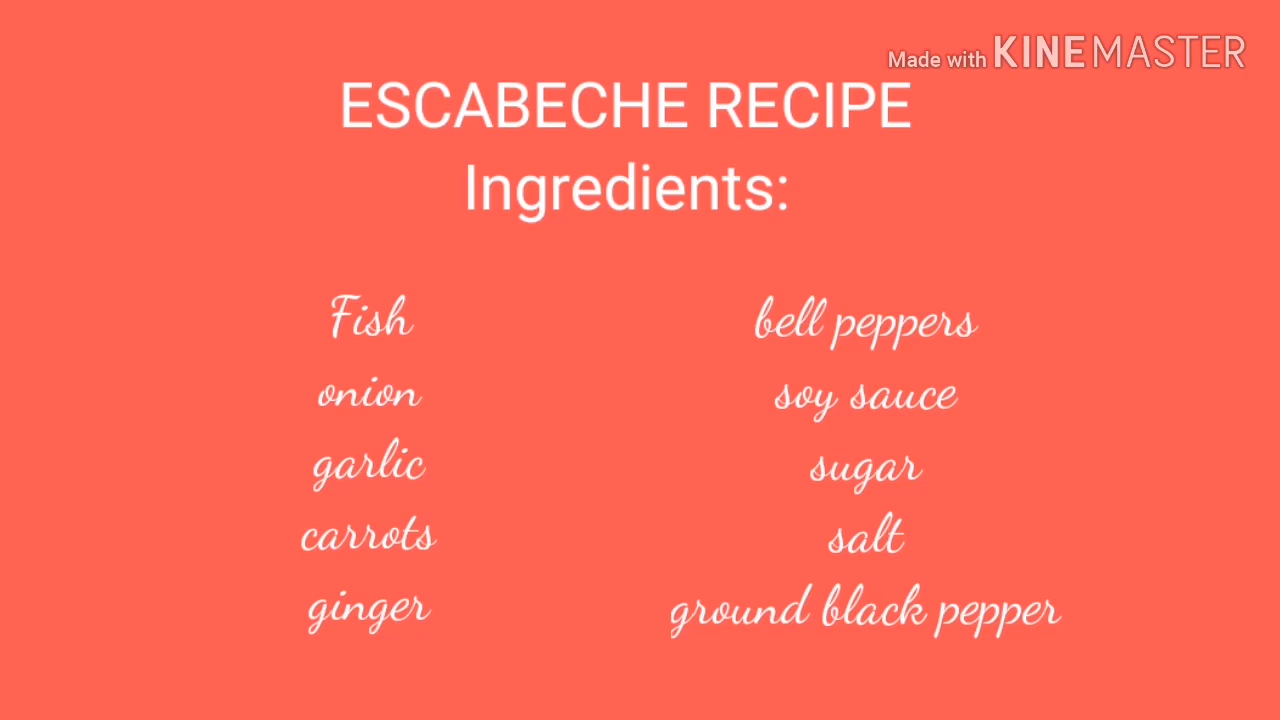 Made with KINEMASTER
ESCABECHE RECIPE
Ingredients:
Fish
onion
garlic
carrots
ginger
bell peppers
soy sauce
sugar
salt
ground black pepper